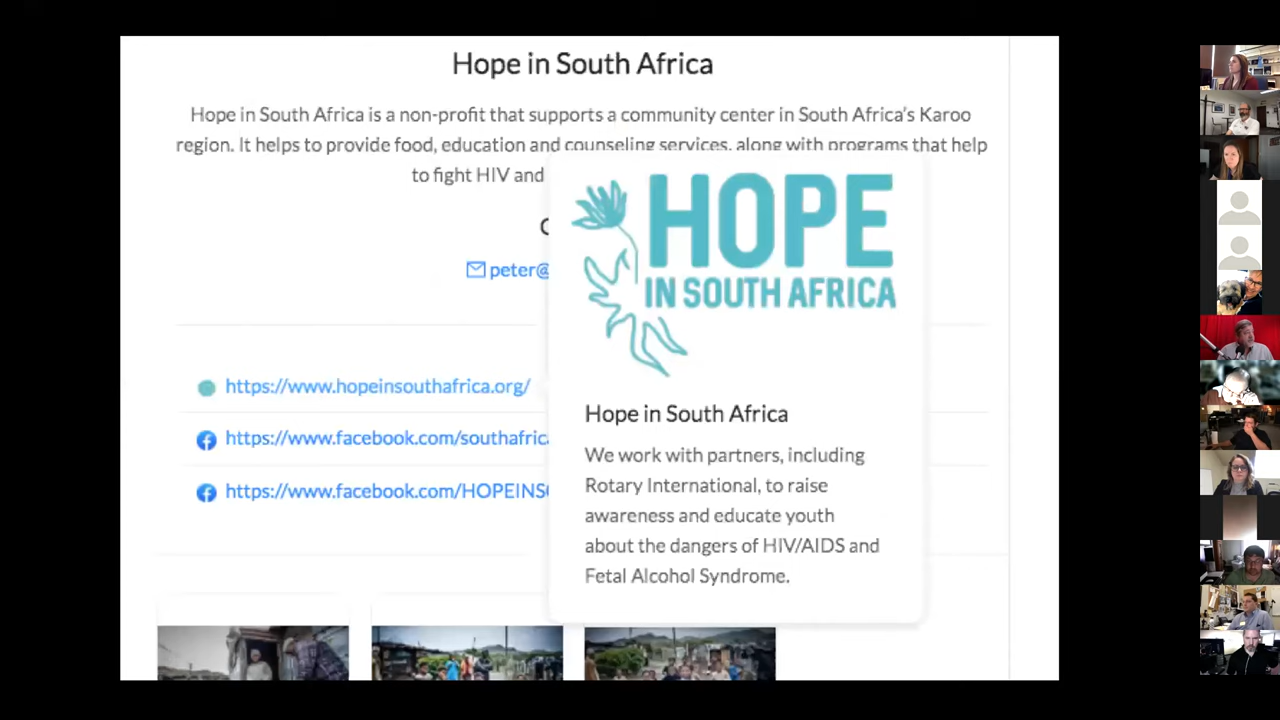 Hope in South Africa
Hope in South Africa is a non-profit that supports a community center in South Africa's Karoo
region. It helps to provide food, education and counseling services, along with programs that help
to fight HIV and
peter@
https://www.hopeinsouthafrica.org/
https://www.facebook.com/southafric
https://www.facebook.com/HOPEINS
HOPE
IN SOUTH AFRICA
Hope in South Africa
We work with partners, including
Rotary International, to raise
awareness and educate youth
about the dangers of HIV/AIDS and
Fetal Alcohol Syndrome.